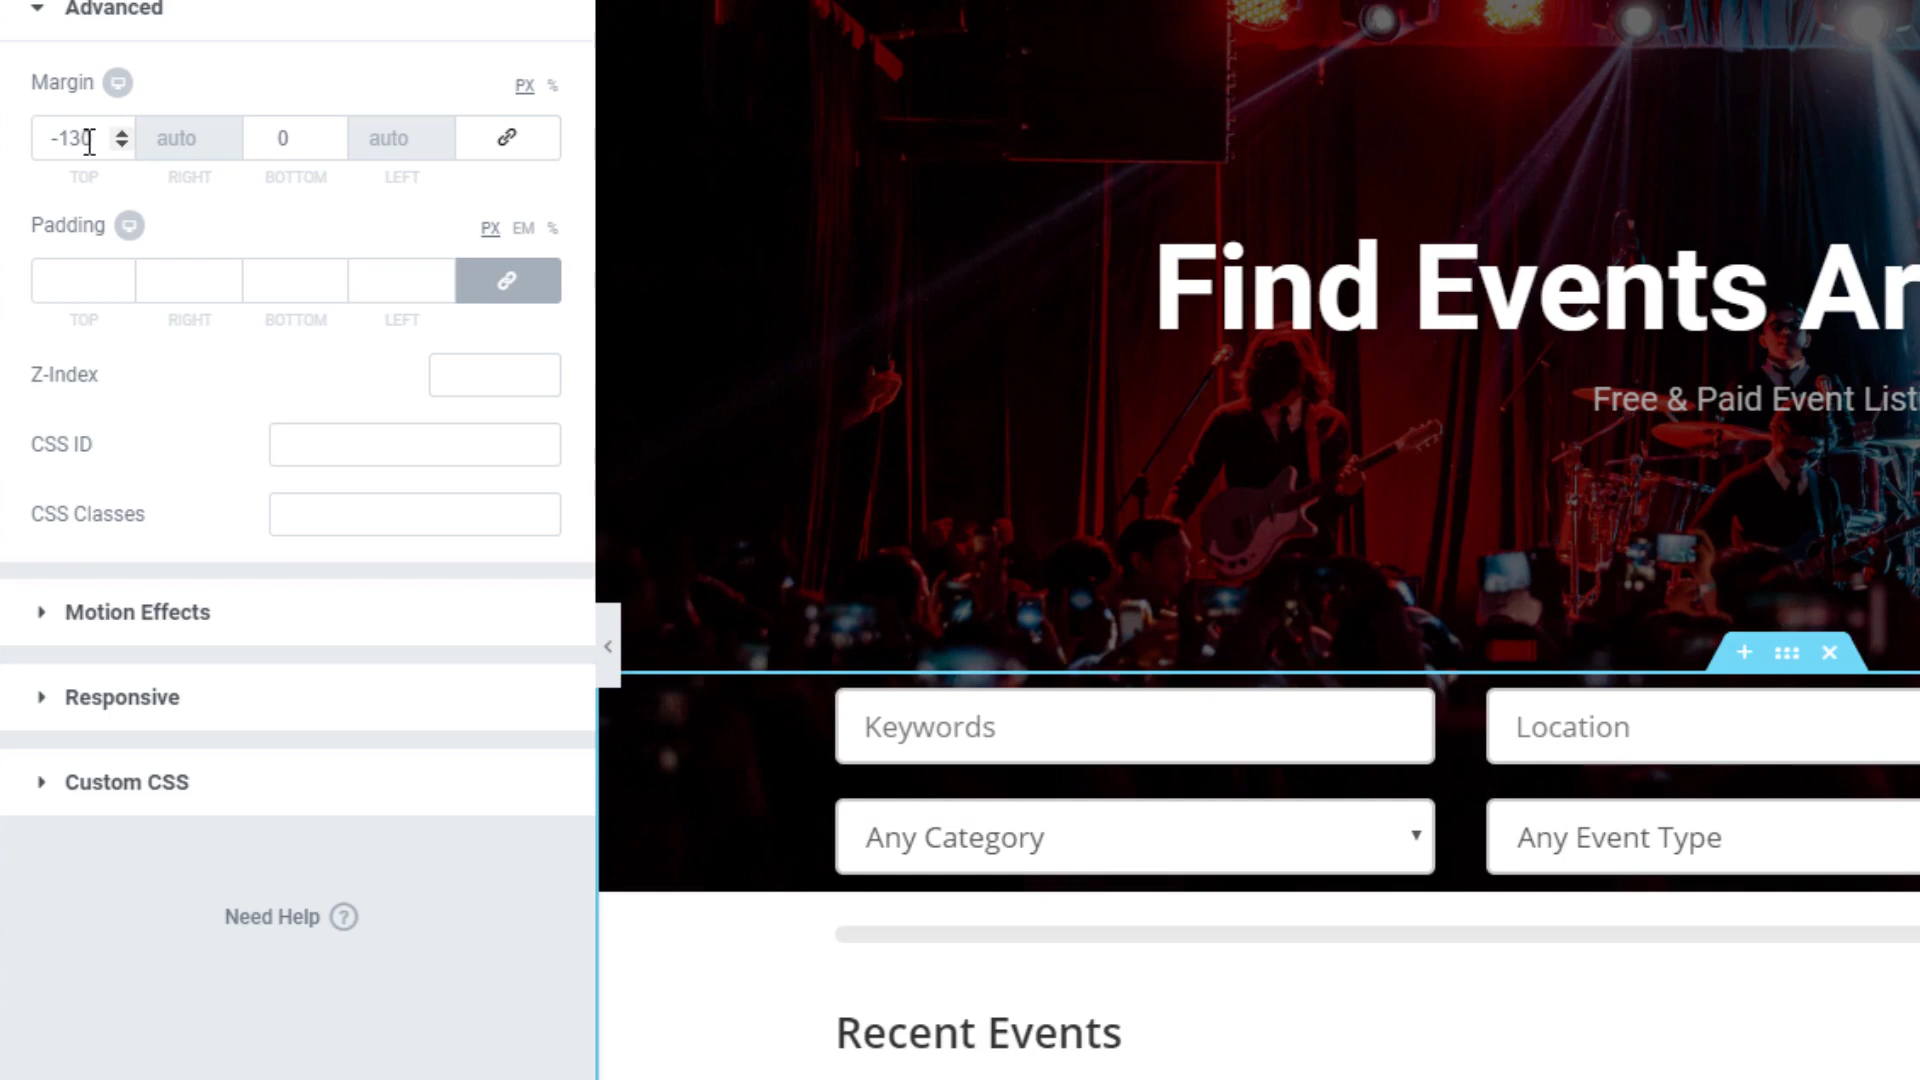 Advanced
Margin PX %
-130 auto 0 auto
TOP RIGHT BOTTOM LEFT
Padding PX EM %
TOP RIGHT BOTTOM LEFT
Z-Index
CSS ID
CSS Classes
Motion Effects
Responsive
Custom CSS
Need Help ?
Find Events Ar
Free & Paid Event List
Keywords Location
Any Category Any Event Type
Recent Events